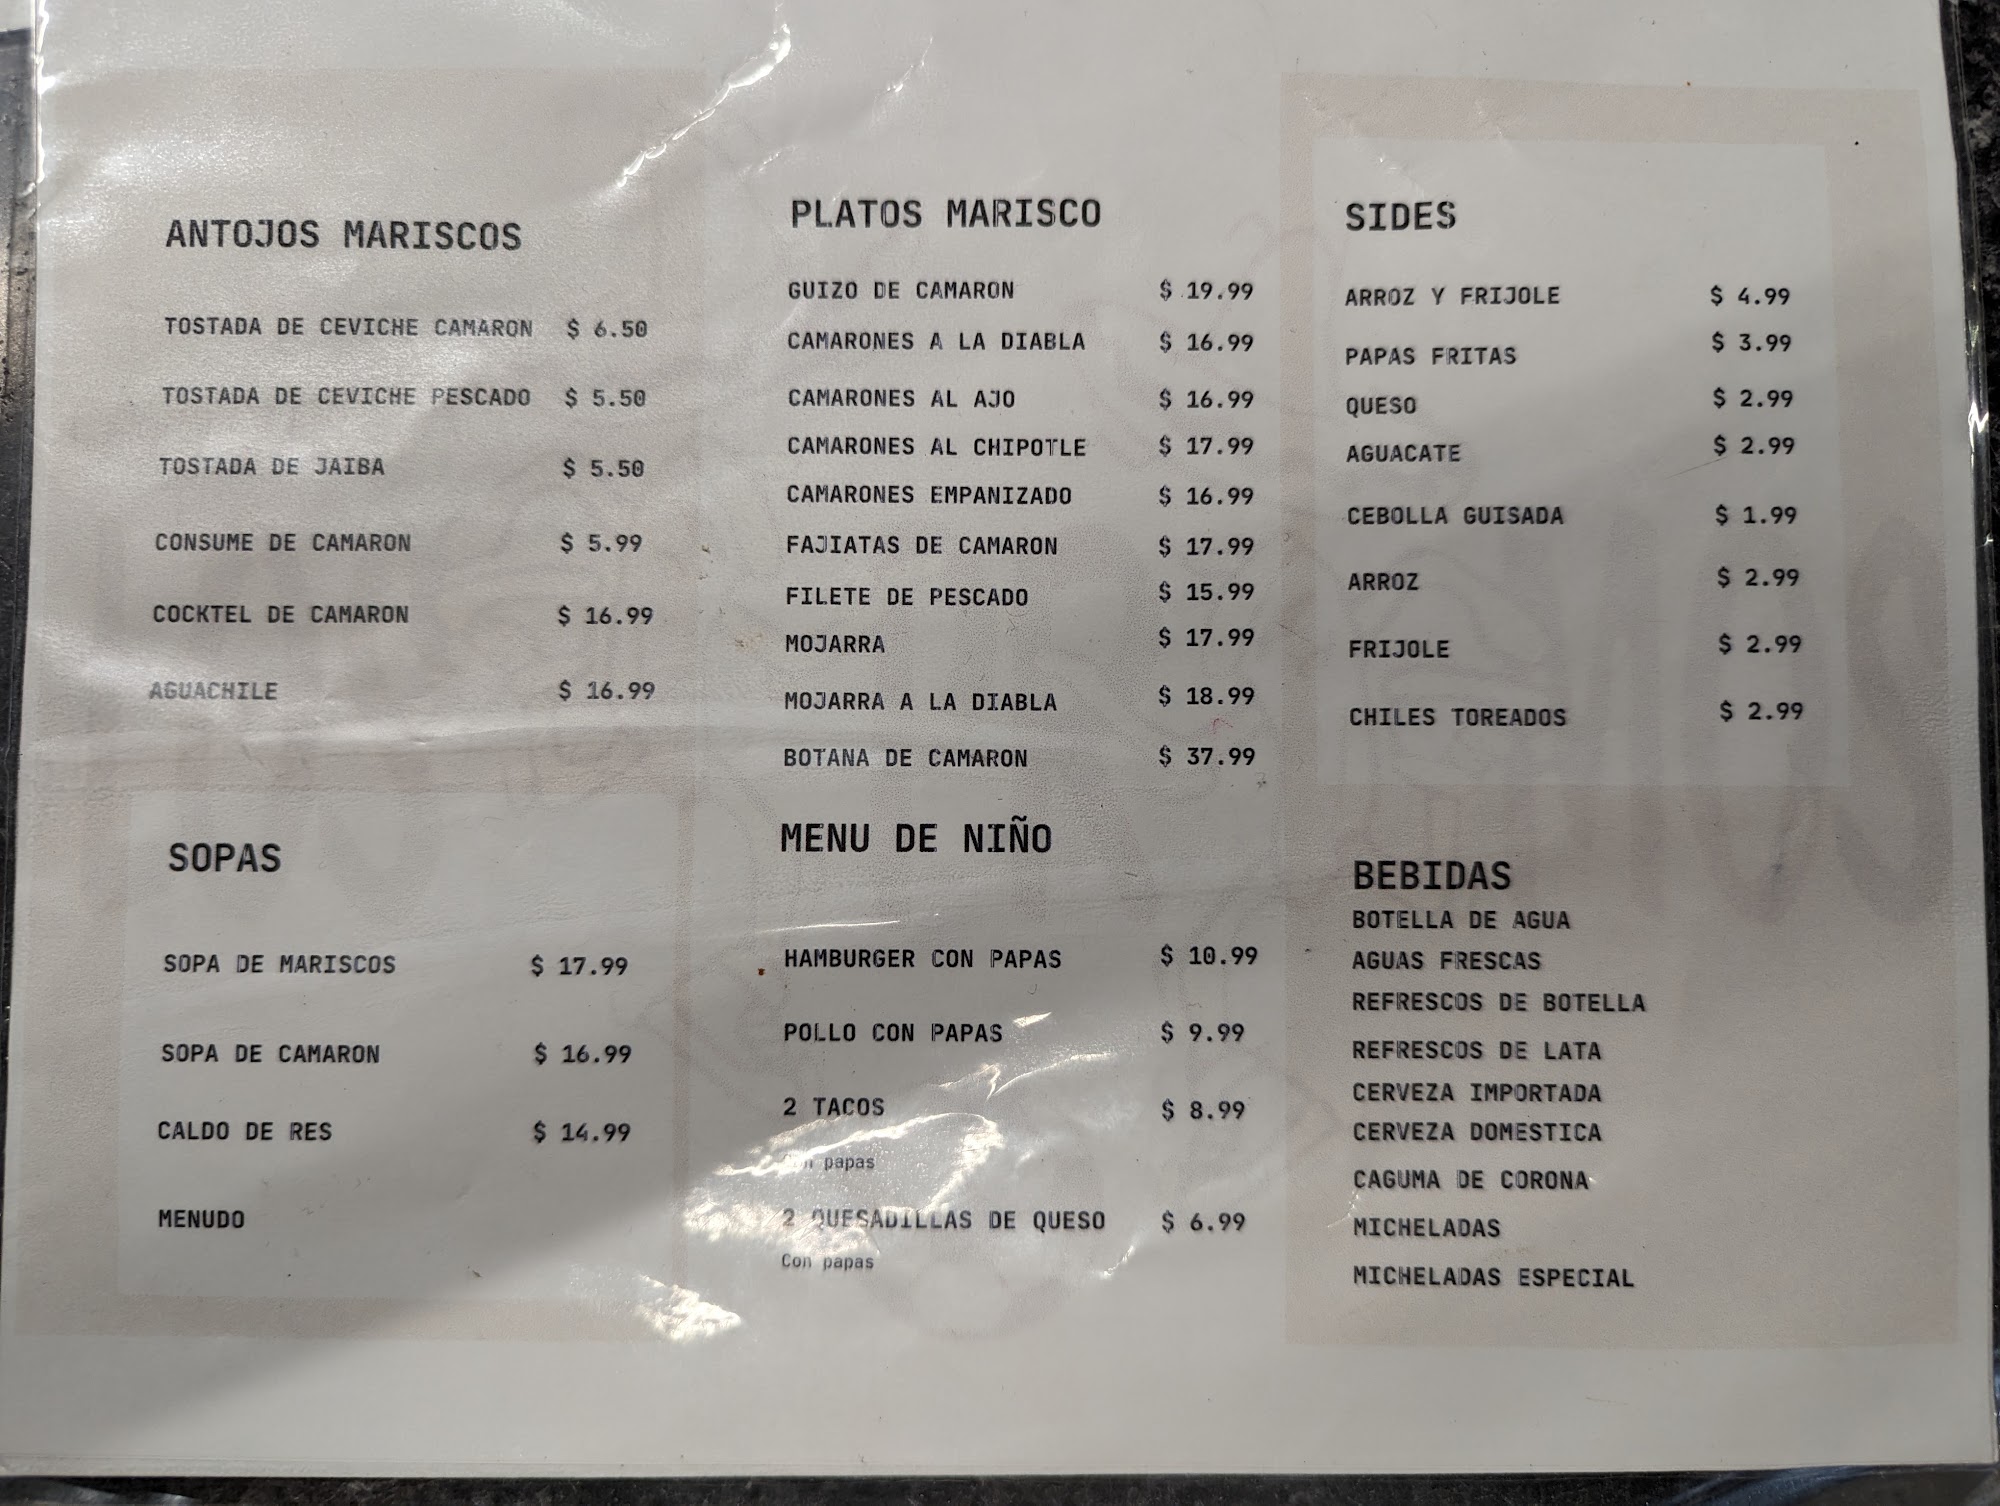 ANTOJOS MARISCOS
TOSTADA DE CEVICHE CAMARON $ 6.50
TOSTADA DE CEVICHE PESCADO $ 5.50
TOSTADA DE JAIBA $ 5.50
CONSUME DE CAMARON $ 5.99
COCKTEL DE CAMARON $ 16.99
AGUACHILE $ 16.99
SOPAS
SOPA DE MARISCOS $ 17.99
SOPA DE CAMARON $ 16.99
CALDO DE RES $ 14.99
MENUDO
PLATOS MARISCO
GUIZO DE CAMARON $ 19.99
CAMARONES A LA DIABLA $ 16.99
CAMARONES AL AJO $ 16.99
CAMARONES AL CHIPOTLE $ 17.99
CAMARONES EMPANIZADO $ 16.99
FAJIATAS DE CAMARON $ 17.99
FILETE DE PESCADO $ 15.99
MOJARRA $ 17.99
MOJARRA A LA DIABLA $ 18.99
BOTANA DE CAMARON $ 37.99
MENU DE NIÑO
HAMBURGER CON PAPAS $ 10.99
POLLO CON PAPAS $ 9.99
2 TACOS $ 8.99
Con papas
2 QUESADILLAS DE QUESO $ 6.99
Con papas
SIDES
ARROZ Y FRIJOLE $ 4.99
PAPAS FRITAS $ 3.99
QUESO $ 2.99
AGUACATE $ 2.99
CEBOLLA GUISADA $ 1.99
ARROZ $ 2.99
FRIJOLE $ 2.99
CHILES TOREADOS $ 2.99
BEBIDAS
BOTELLA DE AGUA
AGUAS FRESCAS
REFRESCOS DE BOTELLA
REFRESCOS DE LATA
CERVEZA IMPORTADA
CERVEZA DOMESTICA
CAGUMA DE CORONA
MICHELADAS
MICHELADAS ESPECIAL